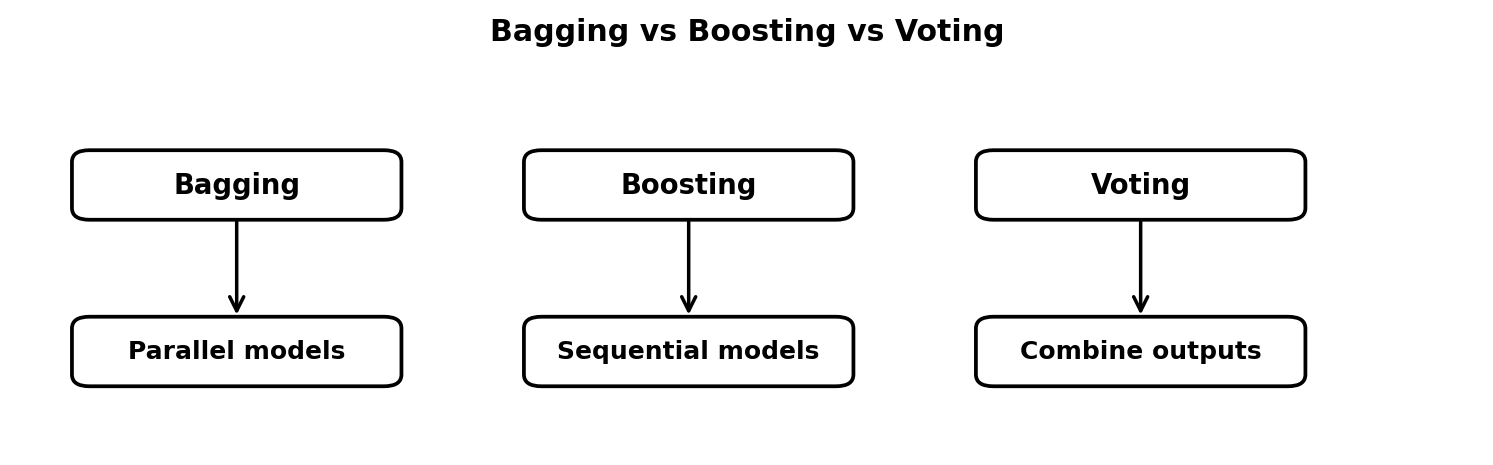 Bagging vs Boosting vs Voting
Bagging
Boosting
Voting
Parallel models
Sequential models
Combine outputs